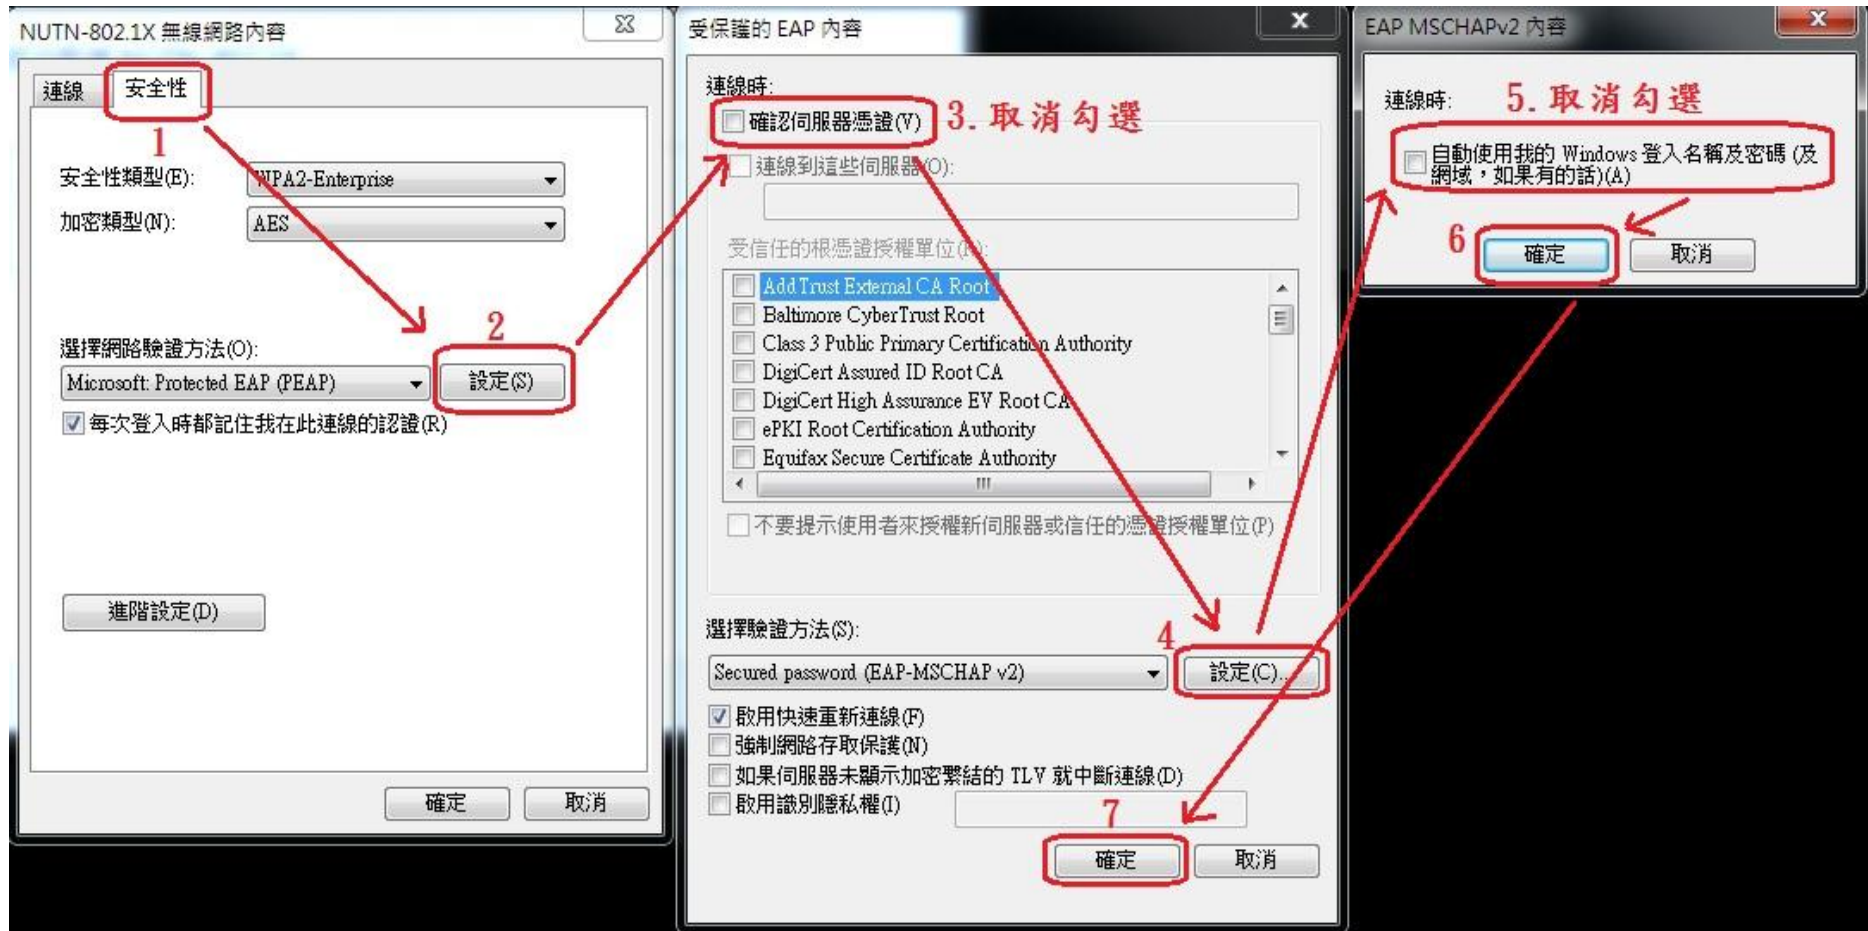 NUTN-802.1X 無線網路內容
連線
安全性
1
安全性類型(E):
WPA2-Enterprise
加密類型(N):
AES
2
選擇網路驗證方法(O):
Microsoft: Protected EAP (PEAP)
設定(S)
每次登入時都記住我在此連線的認證(R)
進階設定(D)
確定
取消
受保護的 EAP 內容
連線時:
確認伺服器憑證(V)
3. 取消勾選
連線到這些伺服器(O):
受信任的根憑證授權單位(R):
AddTrust External CA Root
Baltimore CyberTrust Root
Class 3 Public Primary Certification Authority
DigiCert Assured ID Root CA
DigiCert High Assurance EV Root CA
ePKI Root Certification Authority
Equifax Secure Certificate Authority
不要提示使用者來授權新伺服器或信任的憑證授權單位(P)
選擇驗證方法(S):
4
Secured password (EAP-MSCHAP v2)
設定(C)...
啟用快速重新連線(F)
強制網路存取保護(N)
如果伺服器未顯示加密繫結的 TLV 就中斷連線(D)
啟用識別隱私權(I)
7
確定
取消
EAP MSCHAPv2 內容
連線時:
5. 取消勾選
自動使用我的 Windows 登入名稱及密碼 (及
網域，如果有的話)(A)
6
確定
取消